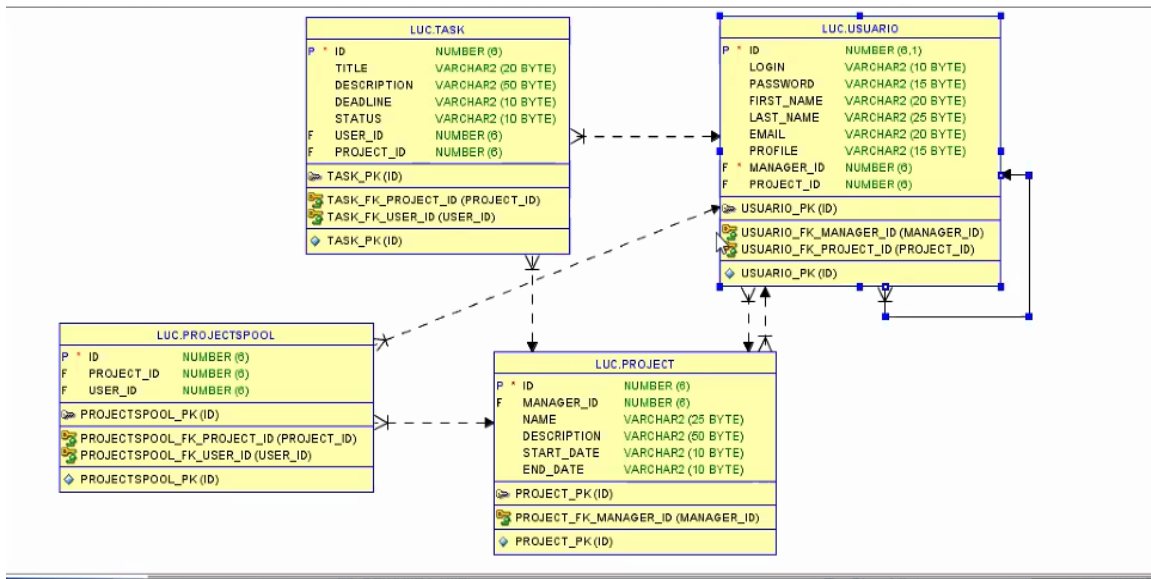 LUC.TASK
P * ID NUMBER (6)
TITLE VARCHAR2 (20 BYTE)
DESCRIPTION VARCHAR2 (50 BYTE)
DEADLINE VARCHAR2 (10 BYTE)
STATUS VARCHAR2 (10 BYTE)
F USER_ID NUMBER (6)
F PROJECT_ID NUMBER (6)
TASK_PK (ID)
TASK_FK_PROJECT_ID (PROJECT_ID)
TASK_FK_USER_ID (USER_ID)
TASK_PK (ID)
LUC.USUARIO
P * ID NUMBER (6,1)
LOGIN VARCHAR2 (10 BYTE)
PASSWORD VARCHAR2 (15 BYTE)
FIRST_NAME VARCHAR2 (20 BYTE)
LAST_NAME VARCHAR2 (25 BYTE)
EMAIL VARCHAR2 (20 BYTE)
PROFILE VARCHAR2 (15 BYTE)
F * MANAGER_ID NUMBER (6)
F PROJECT_ID NUMBER (6)
USUARIO_PK (ID)
USUARIO_FK_MANAGER_ID (MANAGER_ID)
USUARIO_FK_PROJECT_ID (PROJECT_ID)
USUARIO_PK (ID)
LUC.PROJECTSPOOL
P * ID NUMBER (6)
F PROJECT_ID NUMBER (6)
F USER_ID NUMBER (6)
PROJECTSPOOL_PK (ID)
PROJECTSPOOL_FK_PROJECT_ID (PROJECT_ID)
PROJECTSPOOL_FK_USER_ID (USER_ID)
PROJECTSPOOL_PK (ID)
LUC.PROJECT
P * ID NUMBER (6)
F MANAGER_ID NUMBER (6)
NAME VARCHAR2 (25 BYTE)
DESCRIPTION VARCHAR2 (50 BYTE)
START_DATE VARCHAR2 (10 BYTE)
END_DATE VARCHAR2 (10 BYTE)
PROJECT_PK (ID)
PROJECT_FK_MANAGER_ID (MANAGER_ID)
PROJECT_PK (ID)